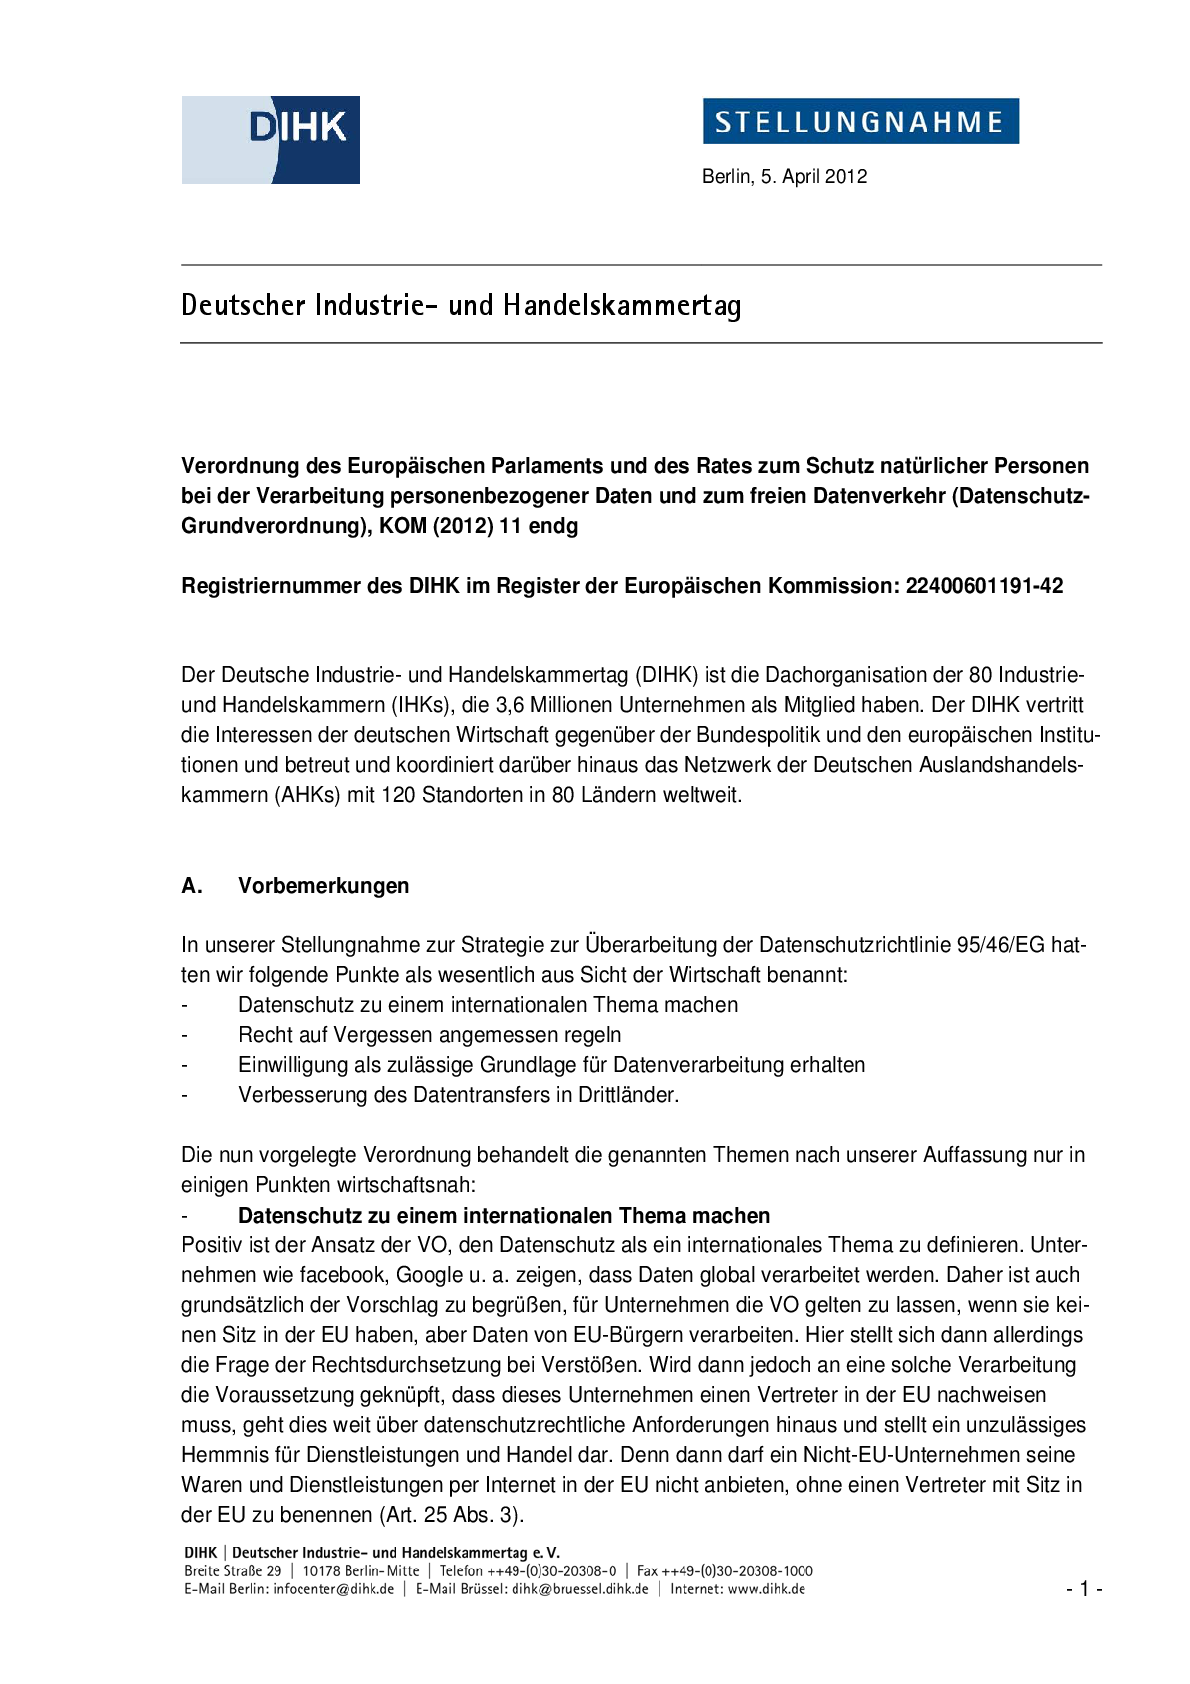 DIHK
STELLUNGNAHME
Berlin, 5. April 2012
Deutscher Industrie- und Handelskammertag
Verordnung des Europäischen Parlaments und des Rates zum Schutz natürlicher Personen
bei der Verarbeitung personenbezogener Daten und zum freien Datenverkehr (Datenschutz-
Grundverordnung), KOM (2012) 11 endg
Registriernummer des DIHK im Register der Europäischen Kommission: 22400601191-42
Der Deutsche Industrie- und Handelskammertag (DIHK) ist die Dachorganisation der 80 Industrie-
und Handelskammern (IHKs), die 3,6 Millionen Unternehmen als Mitglied haben. Der DIHK vertritt
die Interessen der deutschen Wirtschaft gegenüber der Bundespolitik und den europäischen Institu-
tionen und betreut und koordiniert darüber hinaus das Netzwerk der Deutschen Auslandshandels-
kammern (AHKs) mit 120 Standorten in 80 Ländern weltweit.
A. Vorbemerkungen
In unserer Stellungnahme zur Strategie zur Überarbeitung der Datenschutzrichtlinie 95/46/EG hat-
ten wir folgende Punkte als wesentlich aus Sicht der Wirtschaft benannt:
- Datenschutz zu einem internationalen Thema machen
- Recht auf Vergessen angemessen regeln
- Einwilligung als zulässige Grundlage für Datenverarbeitung erhalten
- Verbesserung des Datentransfers in Drittländer.
Die nun vorgelegte Verordnung behandelt die genannten Themen nach unserer Auffassung nur in
einigen Punkten wirtschaftsnah:
- Datenschutz zu einem internationalen Thema machen
Positiv ist der Ansatz der VO, den Datenschutz als ein internationales Thema zu definieren. Unter-
nehmen wie facebook, Google u. a. zeigen, dass Daten global verarbeitet werden. Daher ist auch
grundsätzlich der Vorschlag zu begrüßen, für Unternehmen die VO gelten zu lassen, wenn sie kei-
nen Sitz in der EU haben, aber Daten von EU-Bürgern verarbeiten. Hier stellt sich dann allerdings
die Frage der Rechtsdurchsetzung bei Verstößen. Wird dann jedoch an eine solche Verarbeitung
die Voraussetzung geknüpft, dass dieses Unternehmen einen Vertreter in der EU nachweisen
muss, geht dies weit über datenschutzrechtliche Anforderungen hinaus und stellt ein unzulässiges
Hemmnis für Dienstleistungen und Handel dar. Denn dann darf ein Nicht-EU-Unternehmen seine
Waren und Dienstleistungen per Internet in der EU nicht anbieten, ohne einen Vertreter mit Sitz in
der EU zu benennen (Art. 25 Abs. 3).
DIHK | Deutscher Industrie- und Handelskammertag e. V.
Breite Straße 29 | 10178 Berlin-Mitte | Telefon ++49-(0)30-20308-0 | Fax ++49-(0)30-20308-1000
E-Mail Berlin: infocenter@dihk.de | E-Mail Brüssel: dihk@bruessel.dihk.de | Internet: www.dihk.de
- 1 -